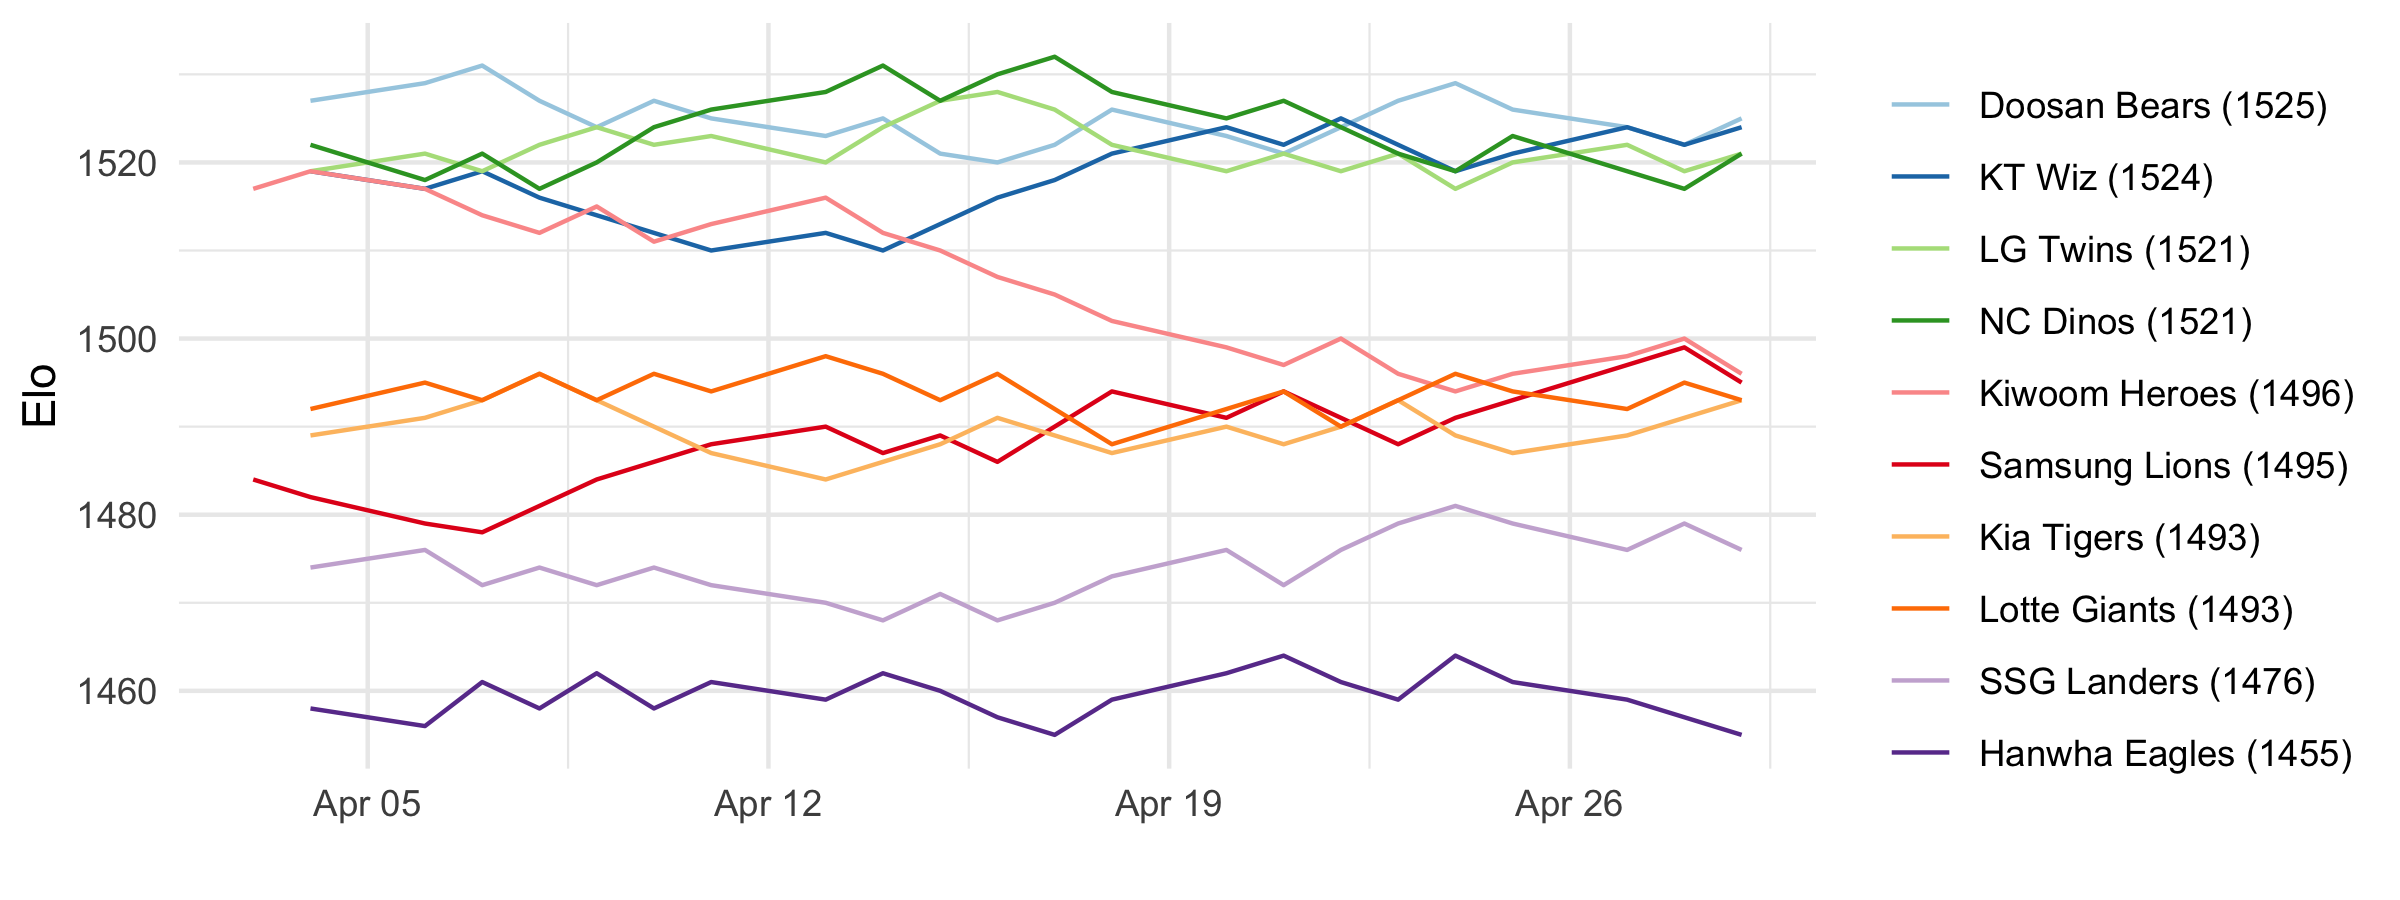 Elo
1520
1500
1480
1460
Apr 05
Apr 12
Apr 19
Apr 26
Doosan Bears (1525)
KT Wiz (1524)
LG Twins (1521)
NC Dinos (1521)
Kiwoom Heroes (1496)
Samsung Lions (1495)
Kia Tigers (1493)
Lotte Giants (1493)
SSG Landers (1476)
Hanwha Eagles (1455)